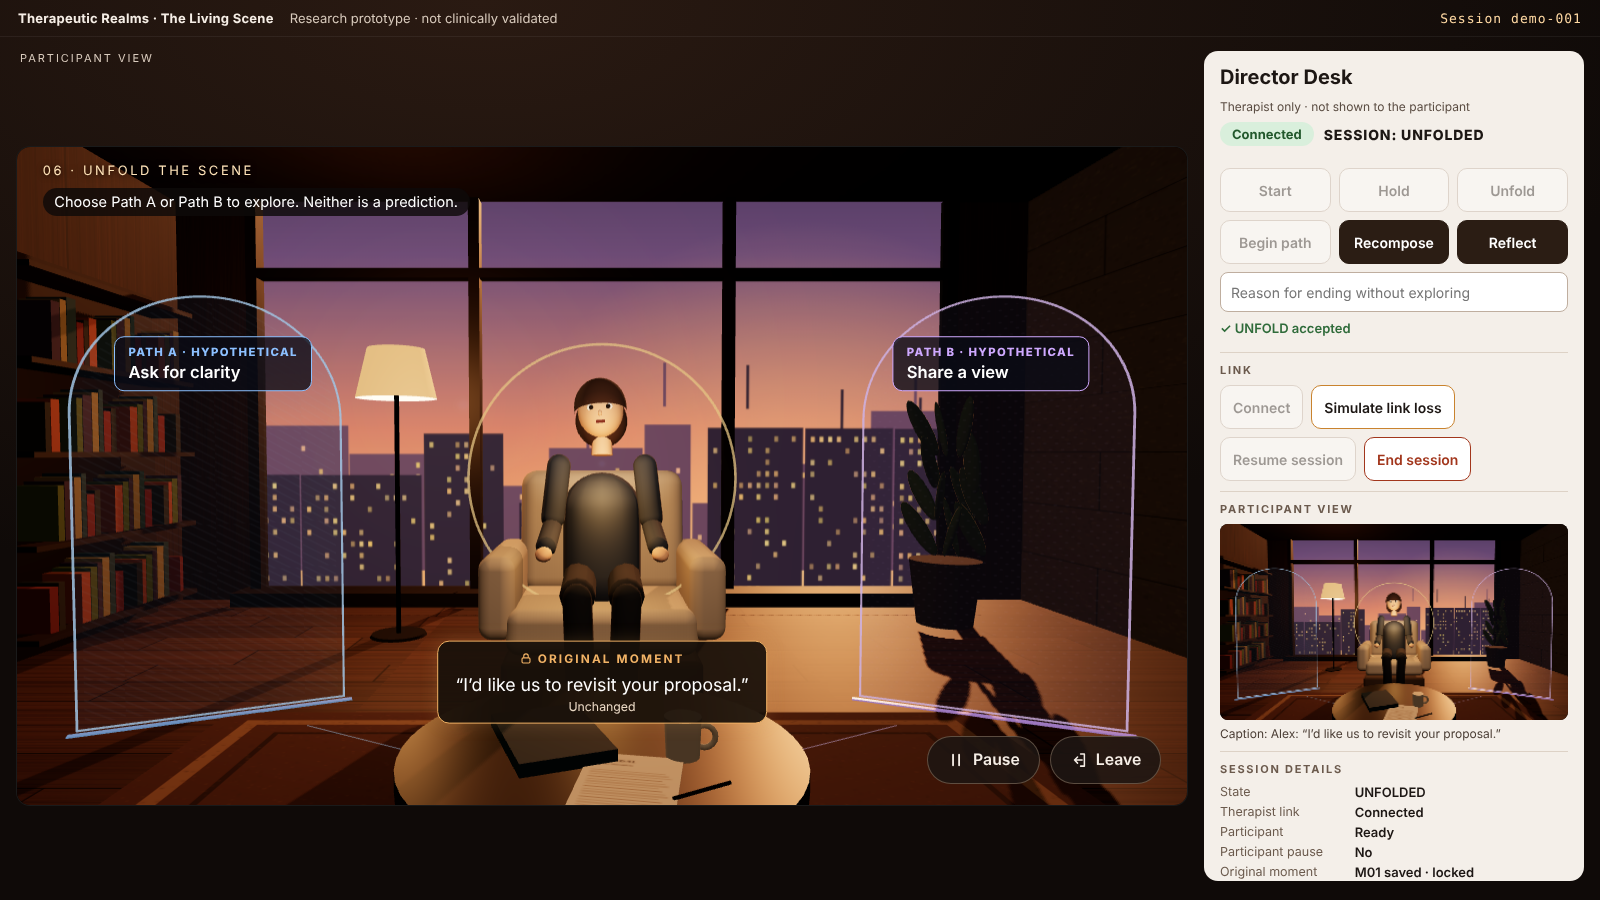 Therapeutic Realms · The Living Scene Research prototype · not clinically validated
Session demo-001
PARTICIPANT VIEW
06 · UNFOLD THE SCENE
Choose Path A or Path B to explore. Neither is a prediction.
PATH A · HYPOTHETICAL
Ask for clarity
PATH B · HYPOTHETICAL
Share a view
ORIGINAL MOMENT
“I’d like us to revisit your proposal.”
Unchanged
Pause
Leave
Director Desk
Therapist only · not shown to the participant
Connected SESSION: UNFOLDED
Start Hold Unfold
Begin path Recompose Reflect
Reason for ending without exploring
✓ UNFOLD accepted
LINK
Connect Simulate link loss
Resume session End session
PARTICIPANT VIEW
Caption: Alex: “I’d like us to revisit your proposal.”
SESSION DETAILS
State UNFOLDED
Therapist link Connected
Participant Ready
Participant pause No
Original moment M01 saved · locked